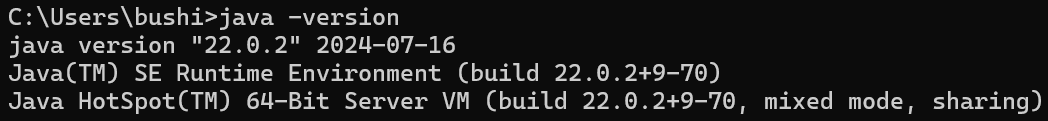 C:\Users\bushi>java -version
java version "22.0.2" 2024-07-16
Java(TM) SE Runtime Environment (build 22.0.2+9-70)
Java HotSpot(TM) 64-Bit Server VM (build 22.0.2+9-70, mixed mode, sharing)